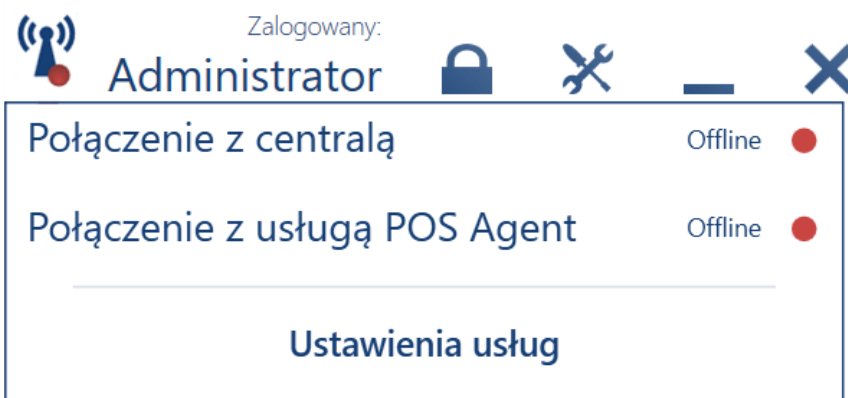 Zalogowany:
Administrator
Połączenie z centralą Offline
Połączenie z usługą POS Agent Offline
Ustawienia usług